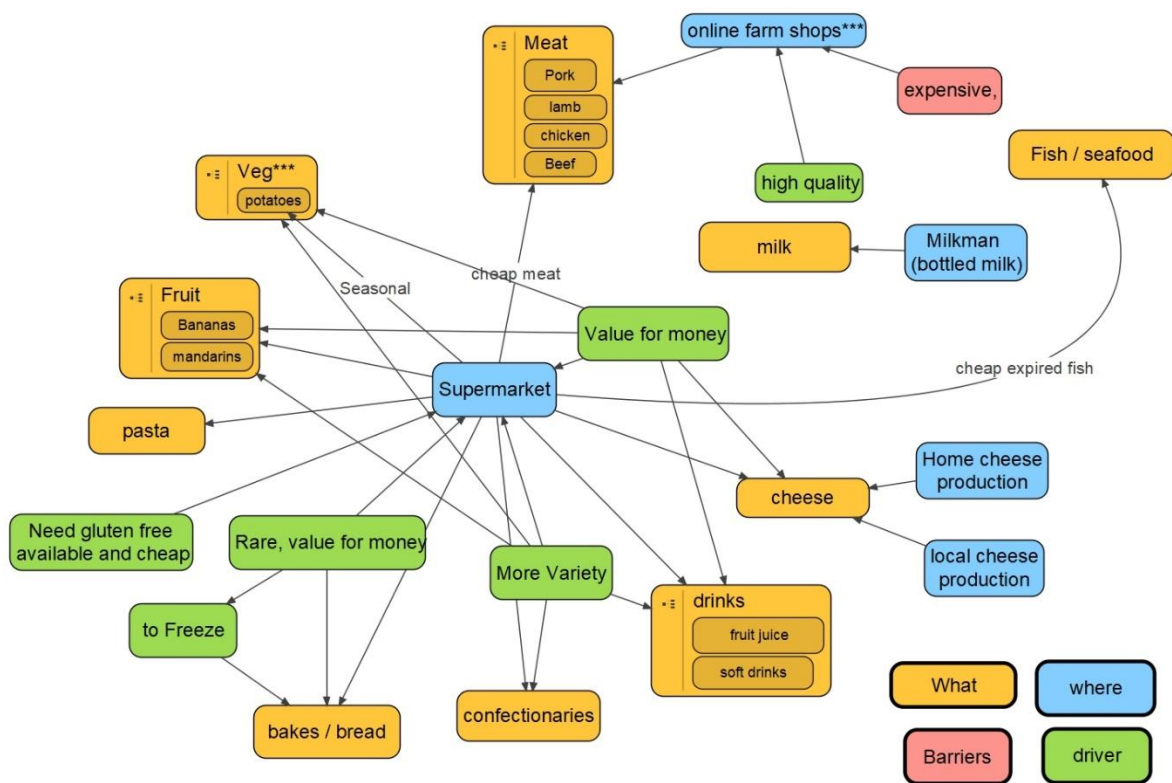 Meat
Pork
lamb
chicken
Beef
online farm shops***
expensive,
Fish / seafood
high quality
Veg***
potatoes
milk
Milkman
(bottled milk)
cheap meat
Seasonal
Fruit
Bananas
mandarins
Value for money
cheap expired fish
Supermarket
pasta
Home cheese
production
cheese
Need gluten free
available and cheap
Rare, value for money
More Variety
local cheese
production
to Freeze
drinks
fruit juice
soft drinks
confectionaries
bakes / bread
What
where
Barriers
driver